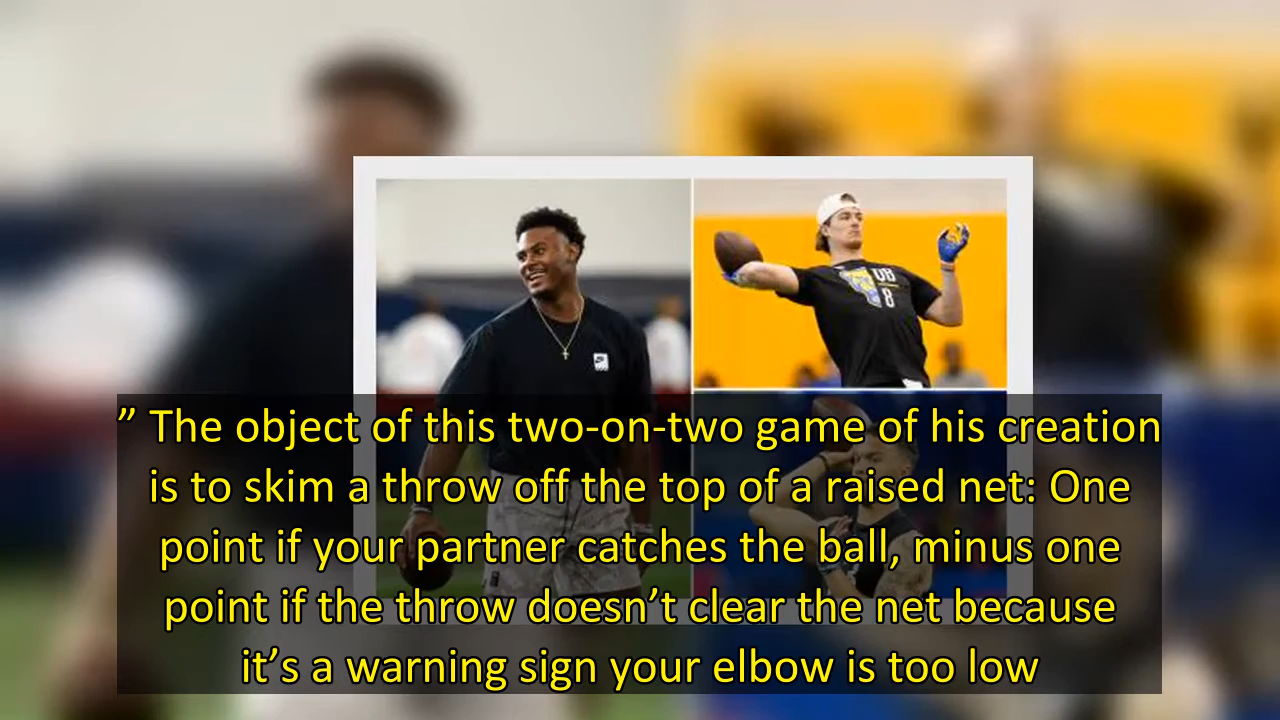 QB
8
” The object of this two-on-two game of his creation
is to skim a throw off the top of a raised net: One
point if your partner catches the ball, minus one
point if the throw doesn’t clear the net because
it’s a warning sign your elbow is too low